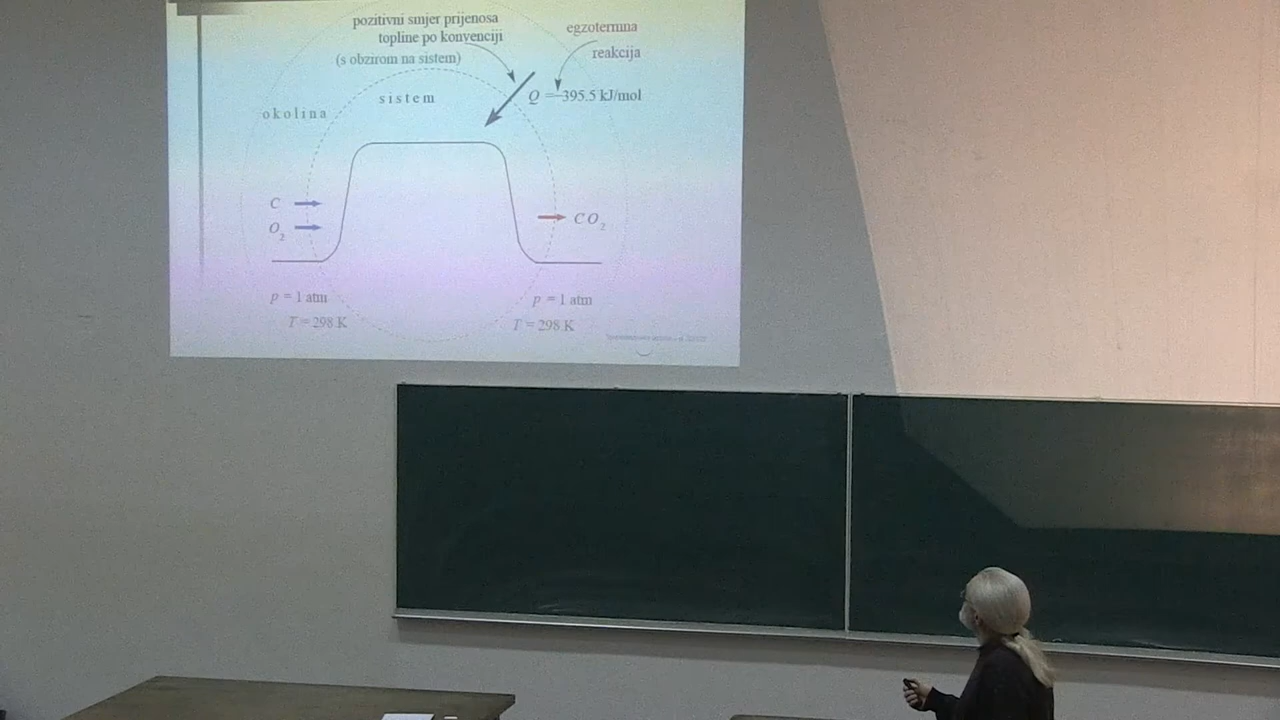 pozitivni smjer prijenosa
topline po konvenciji
(s obzirom na sistem)
egzotermna
reakcija
sistem
Q = -395.5 kJ/mol
okolina
C
O2
CO2
p = 1 atm
T = 298 K
p = 1 atm
T = 298 K